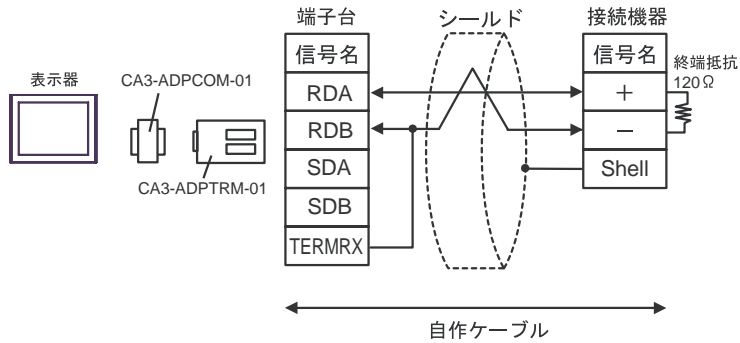 端子台
シールド
接続機器
信号名
信号名
表示器
CA3-ADPCOM-01
CA3-ADPTRM-01
RDA
RDB
SDA
SDB
TERMRX
+
−
Shell
終端抵抗
120Ω
自作ケーブル